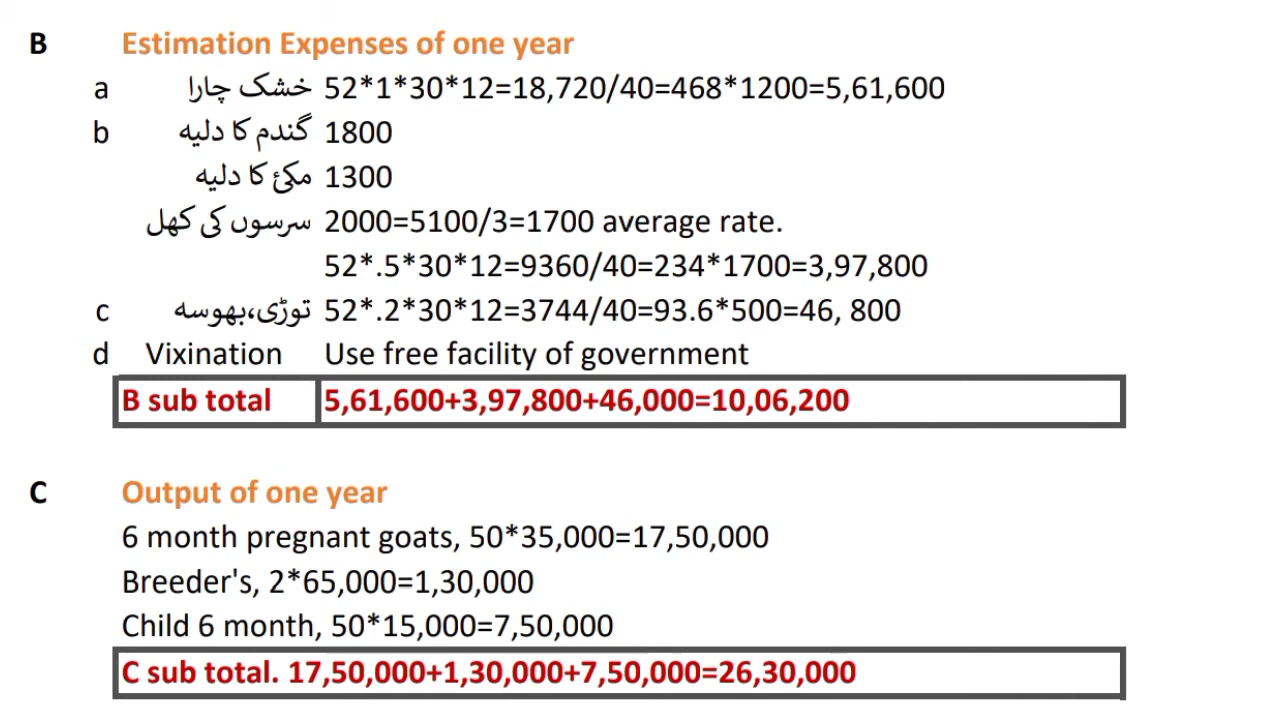 B Estimation Expenses of one year
a خشک چارا 52*1*30*12=18,720/40=468*1200=5,61,600
b گندم کا دلیہ 1800
مکئ کا دلیہ 1300
سرسوں کی کھل 2000=5100/3=1700 average rate.
52*.5*30*12=9360/40=234*1700=3,97,800
c توڑی،بھوسہ 52*.2*30*12=3744/40=93.6*500=46, 800
d Vixination Use free facility of government
B sub total 5,61,600+3,97,800+46,000=10,06,200
C Output of one year
6 month pregnant goats, 50*35,000=17,50,000
Breeder's, 2*65,000=1,30,000
Child 6 month, 50*15,000=7,50,000
C sub total. 17,50,000+1,30,000+7,50,000=26,30,000